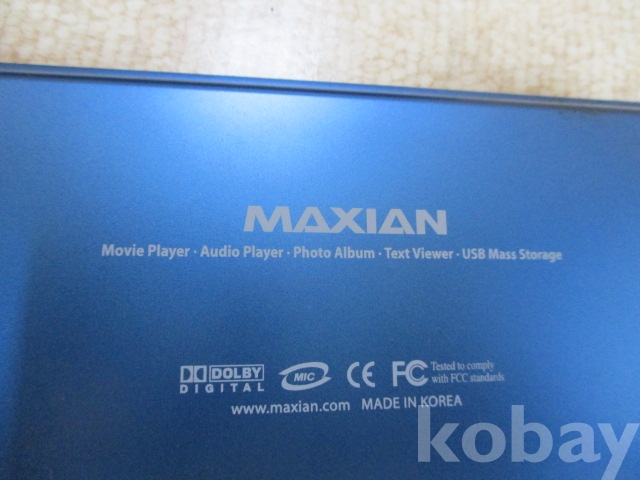 MAXIAN
Movie Player · Audio Player · Photo Album · Text Viewer · USB Mass Storage
DOLBY DIGITAL MIC CE FC Tested to comply with FCC standards
www.maxian.com MADE IN KOREA
kobay